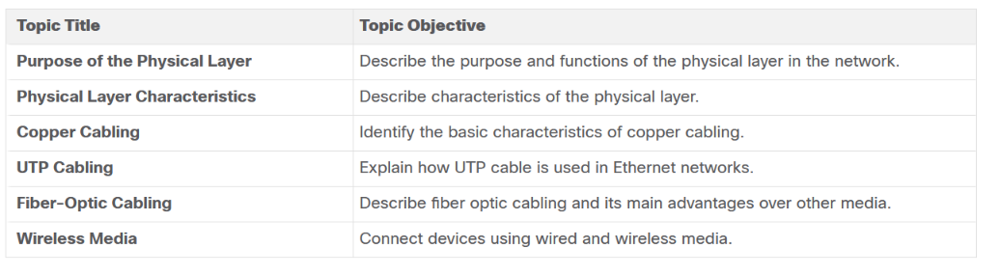 Topic Title Topic Objective
Purpose of the Physical Layer Describe the purpose and functions of the physical layer in the network.
Physical Layer Characteristics Describe characteristics of the physical layer.
Copper Cabling Identify the basic characteristics of copper cabling.
UTP Cabling Explain how UTP cable is used in Ethernet networks.
Fiber-Optic Cabling Describe fiber optic cabling and its main advantages over other media.
Wireless Media Connect devices using wired and wireless media.